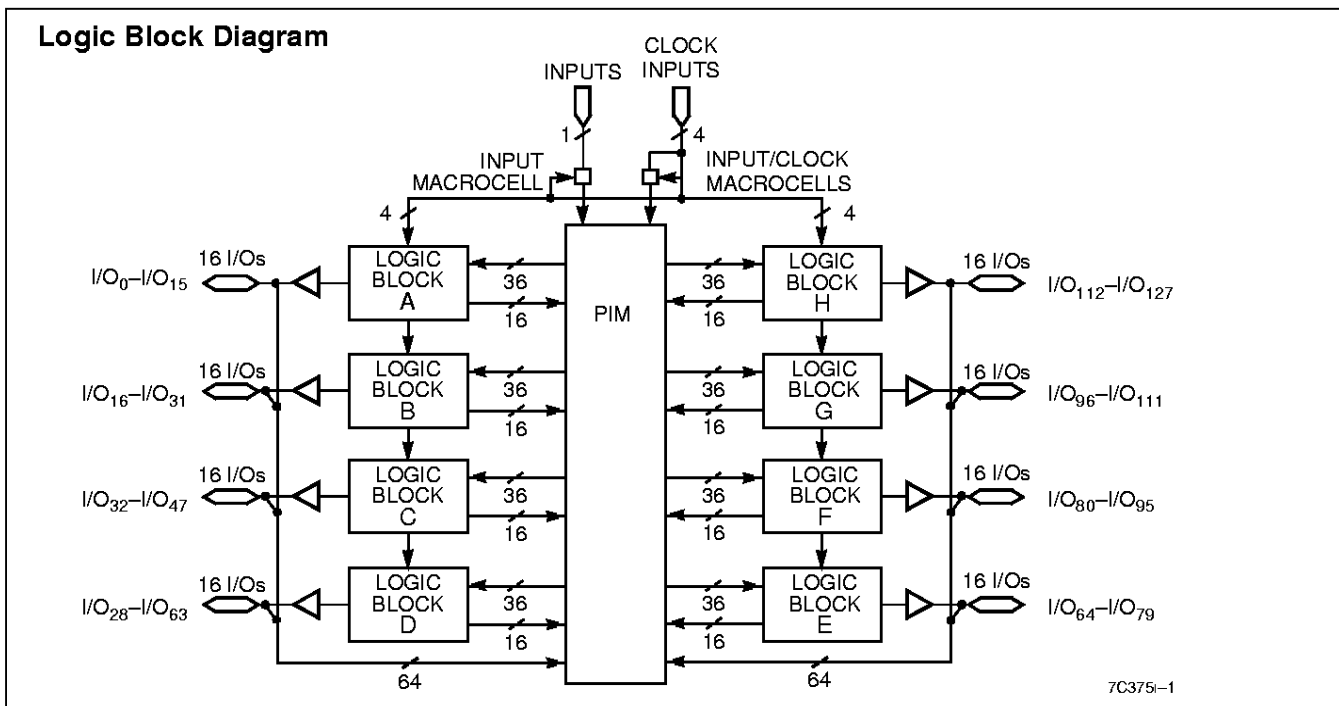 Logic Block Diagram
INPUTS
CLOCK
INPUTS
1
4
INPUT
MACROCELL
INPUT/CLOCK
MACROCELLS
4
4
I/O0–I/O15
16 I/Os
LOGIC
BLOCK
A
36
16
PIM
36
16
LOGIC
BLOCK
H
16 I/Os
I/O112–I/O127
I/O16–I/O31
16 I/Os
LOGIC
BLOCK
B
36
16
36
16
LOGIC
BLOCK
G
16 I/Os
I/O96–I/O111
I/O32–I/O47
16 I/Os
LOGIC
BLOCK
C
36
16
36
16
LOGIC
BLOCK
F
16 I/Os
I/O80–I/O95
I/O28–I/O63
16 I/Os
LOGIC
BLOCK
D
36
16
36
16
LOGIC
BLOCK
E
16 I/Os
I/O64–I/O79
64
64
7C375i–1